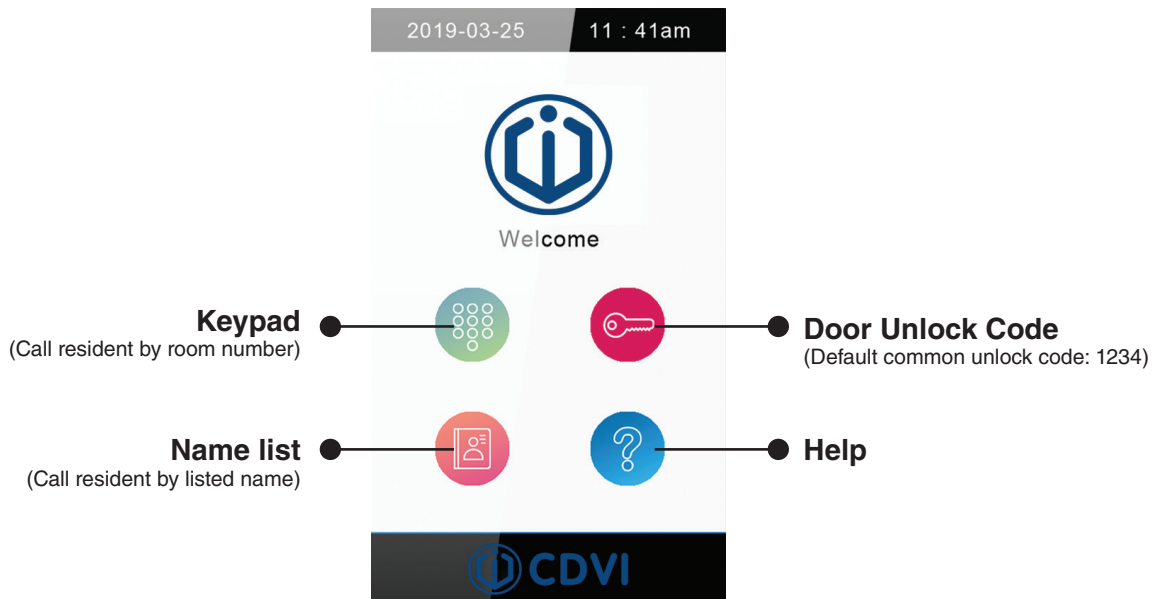 2019-03-25 11 : 41am
Welcome
Keypad
(Call resident by room number)
Door Unlock Code
(Default common unlock code: 1234)
Name list
(Call resident by listed name)
Help
CDVI